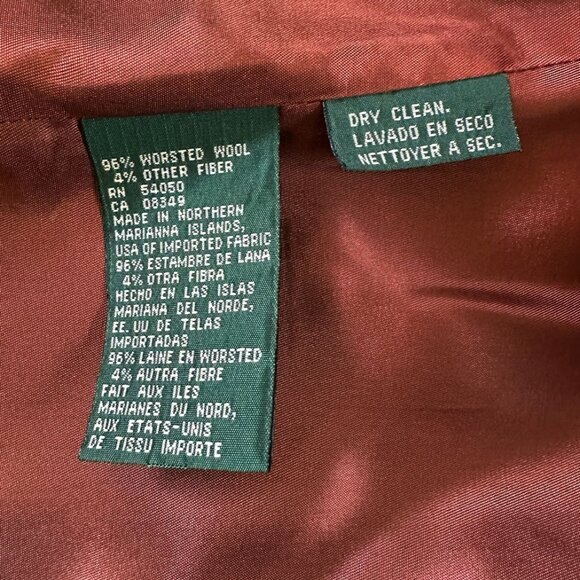 96% WORSTED WOOL
4% OTHER FIBER
RN 54050
CA 08349
MADE IN NORTHERN
MARIANNA ISLANDS,
USA OF IMPORTED FABRIC
96% ESTAMBRE DE LANA
4% OTRA FIBRA
HECHO EN LAS ISLAS
MARIANA DEL NORDE,
EE. UU DE TELAS
IMPORTADAS
96% LAINE EN WORSTED
4% AUTRA FIBRE
FAIT AUX ILES
MARIANES DU NORD,
AUX ETATS-UNIS
DE TISSU IMPORTE
DRY CLEAN.
LAVADO EN SECO
NETTOYER A SEC.